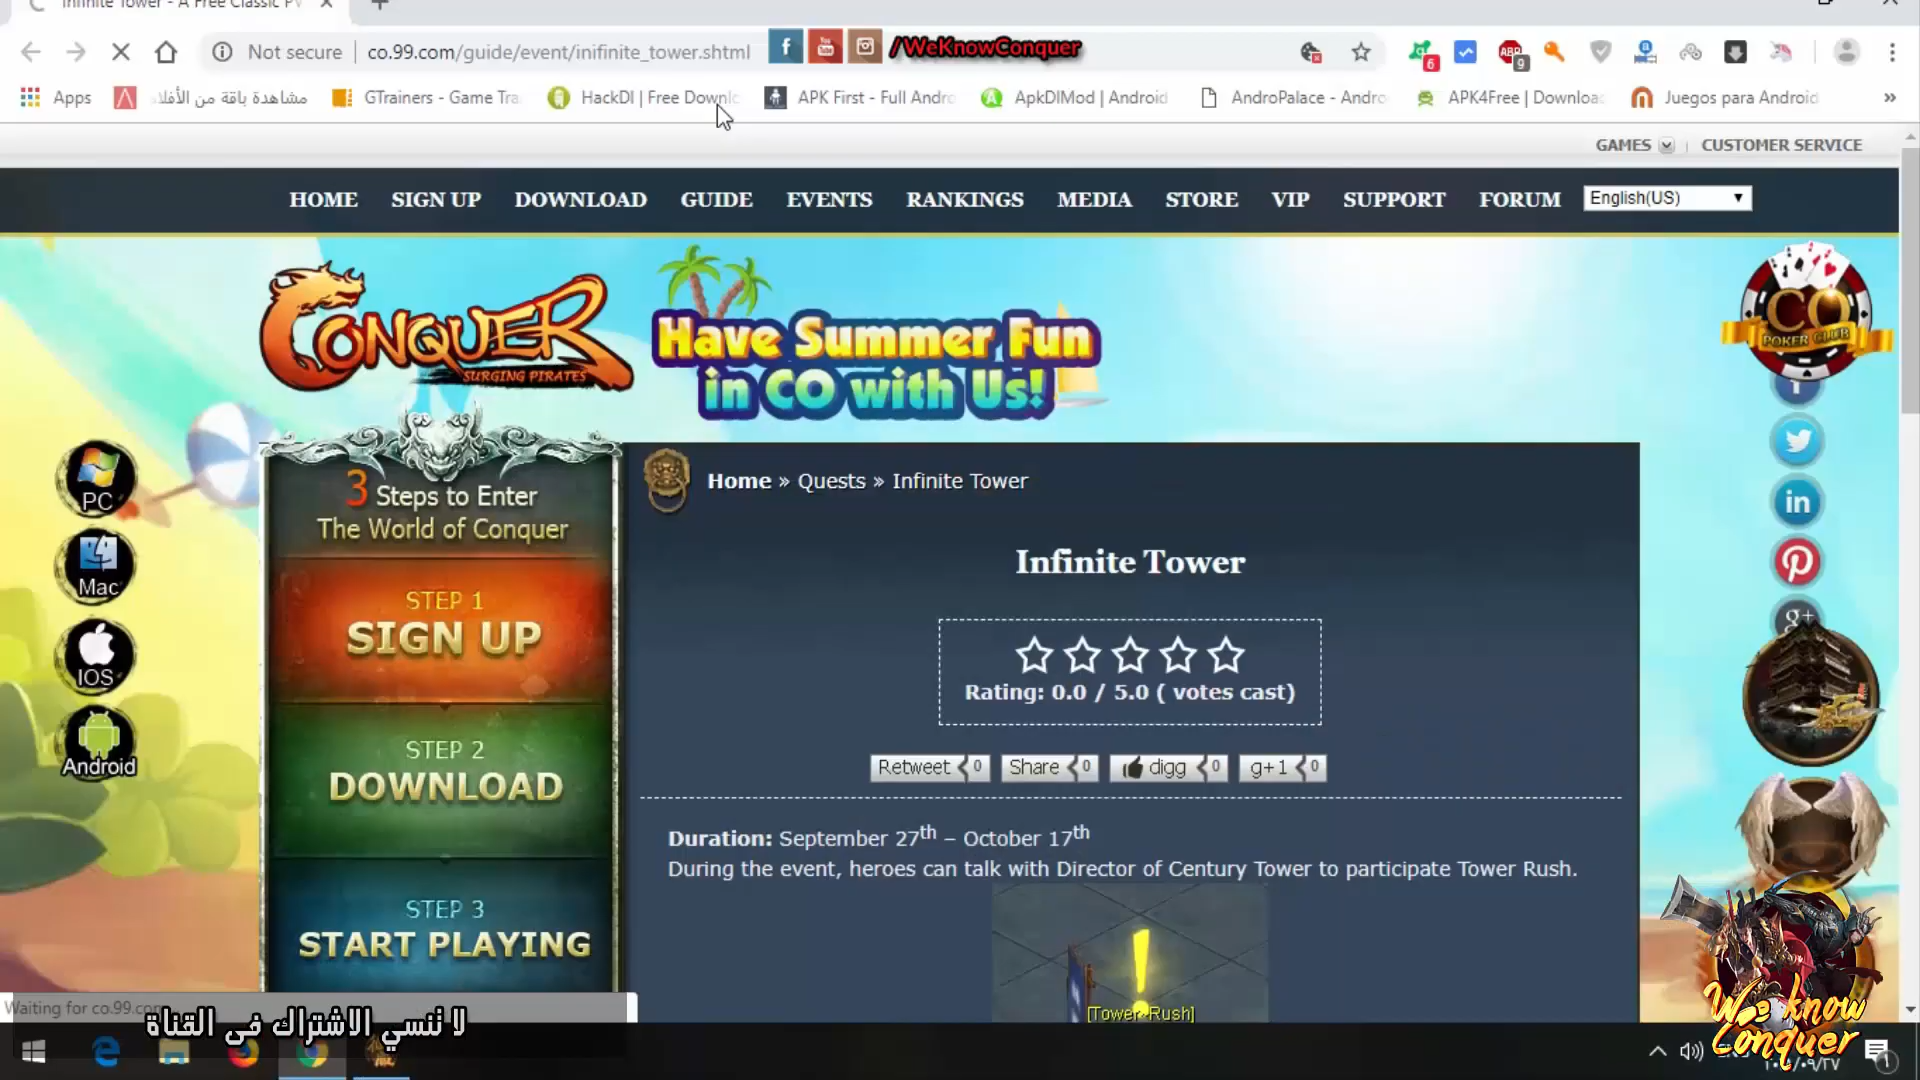 Infinite Tower - A Free Classic PV
Not secure | co.99.com/guide/event/inifinite_tower.shtml
/WeKnowConquer
6
ABP
9
Apps
مشاهدة باقة من الأفلا
GTrainers - Game Tra
HackDl | Free Downlo
APK First - Full Andro
ApkDlMod | Android
AndroPalace - Andro
APK4Free | Downloa
Juegos para Android
»
GAMES | CUSTOMER SERVICE
HOME SIGN UP DOWNLOAD GUIDE EVENTS RANKINGS MEDIA STORE VIP SUPPORT FORUM English(US)
CONQUER
SURGING PIRATES
Have Summer Fun
in CO with Us!
CO
POKER CLUB
PC
Mac
IOS
Android
3 Steps to Enter
The World of Conquer
STEP 1
SIGN UP
STEP 2
DOWNLOAD
STEP 3
START PLAYING
Home » Quests » Infinite Tower
Infinite Tower
Rating: 0.0 / 5.0 ( votes cast)
Retweet 0 Share 0 digg 0 g+1 0
Duration: September 27th – October 17th
During the event, heroes can talk with Director of Century Tower to participate Tower Rush.
[Tower Rush]
in
g+
Waiting for co.99.com
لا تنسي الاشتراك في القناة
We know
Conquer
1